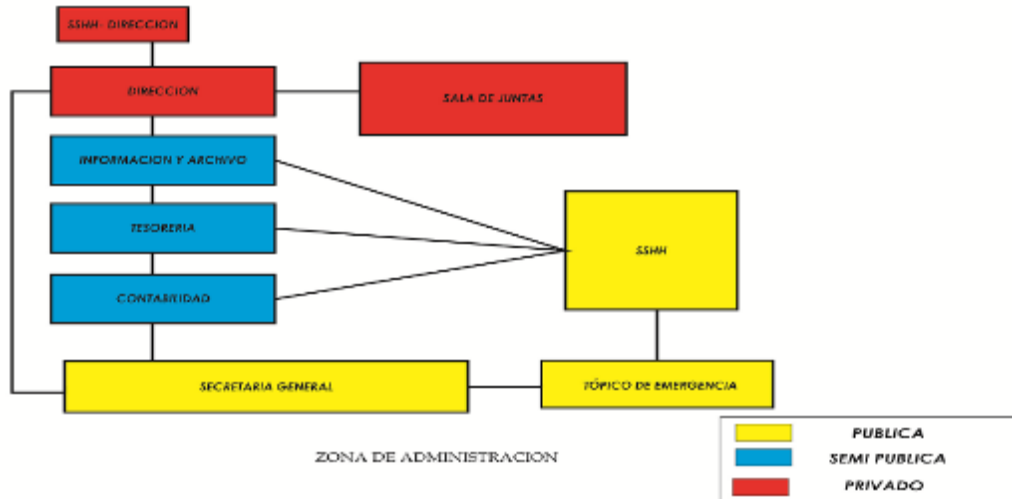 SSHH- DIRECCION
DIRECCION
SALA DE JUNTAS
INFORMACION Y ARCHIVO
TESORERIA
SSHH
CONTABILIDAD
SECRETARIA GENERAL
TÓPICO DE EMERGENCIA
ZONA DE ADMINISTRACION
PUBLICA
SEMI PUBLICA
PRIVADO